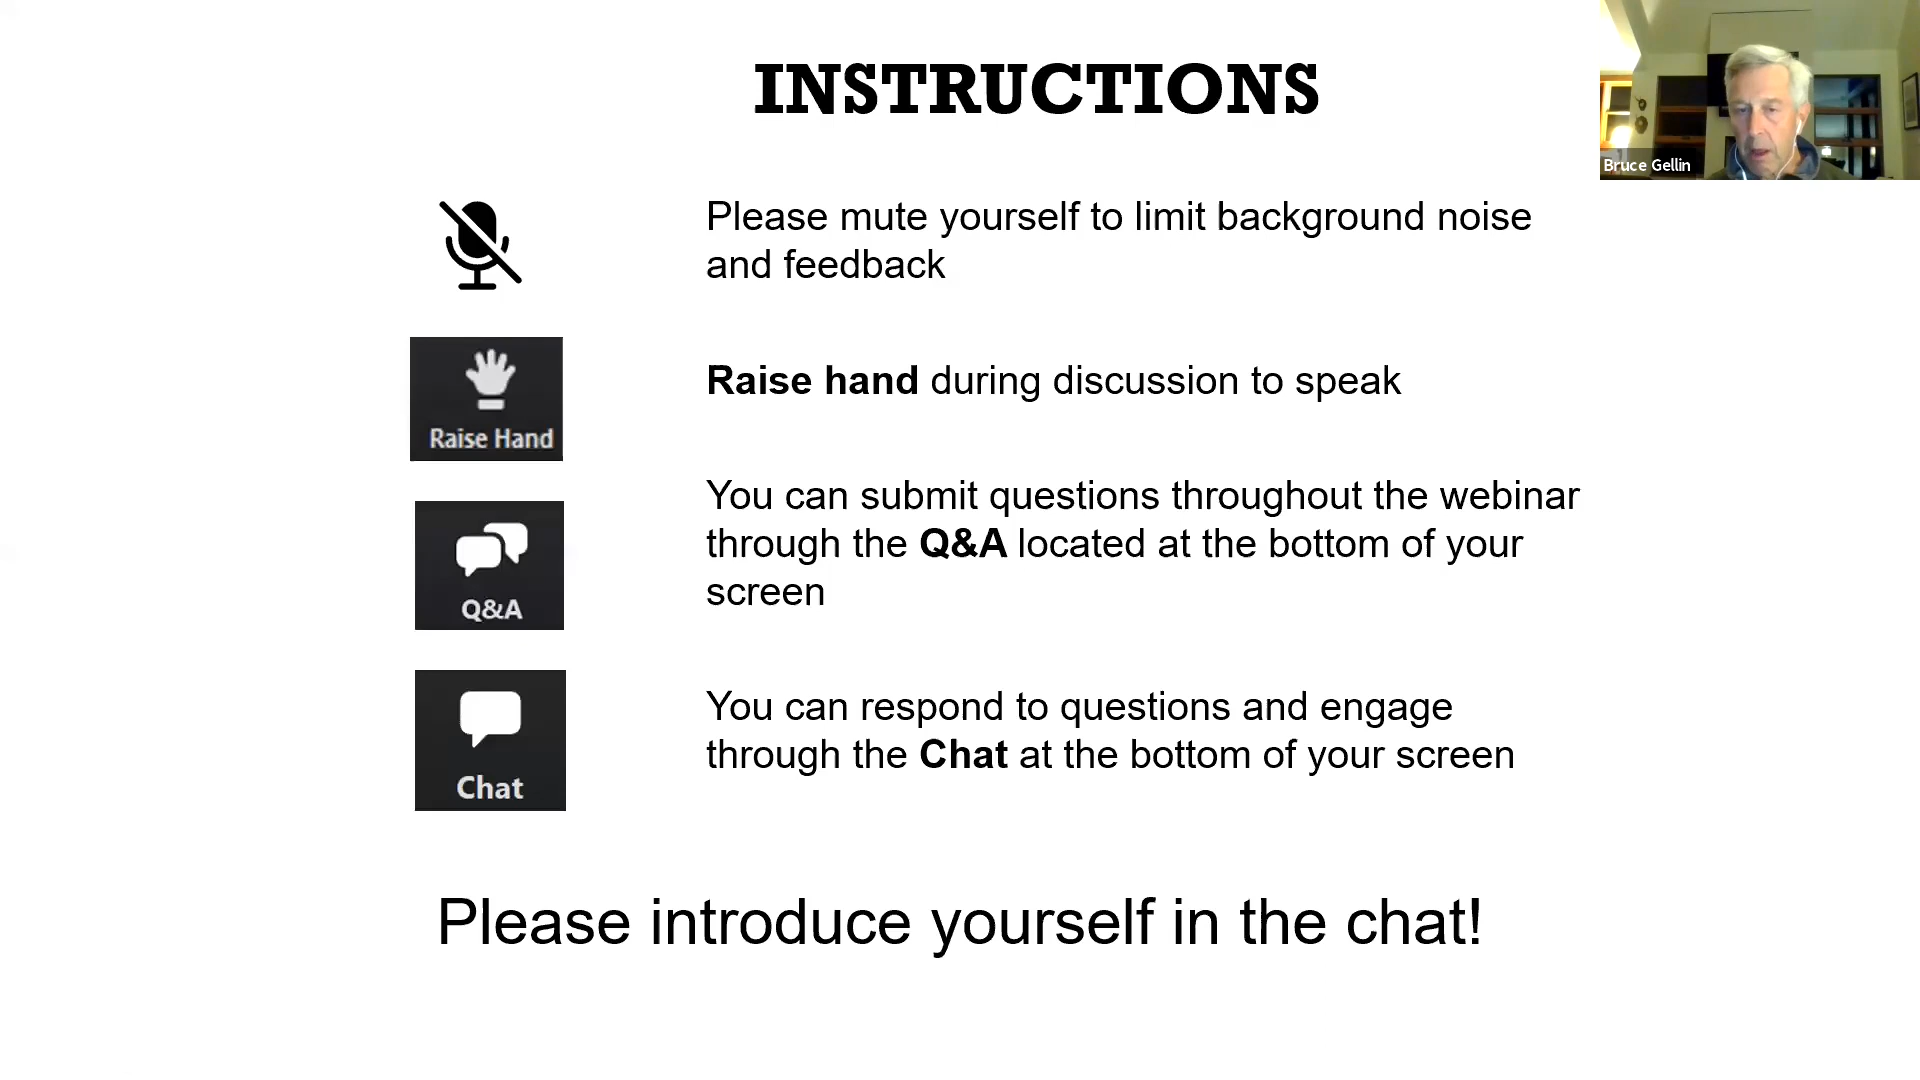 INSTRUCTIONS
Bruce Gellin
Please mute yourself to limit background noise
and feedback
Raise Hand
Raise hand during discussion to speak
You can submit questions throughout the webinar
through the Q&A located at the bottom of your
screen
Q&A
You can respond to questions and engage
through the Chat at the bottom of your screen
Chat
Please introduce yourself in the chat!